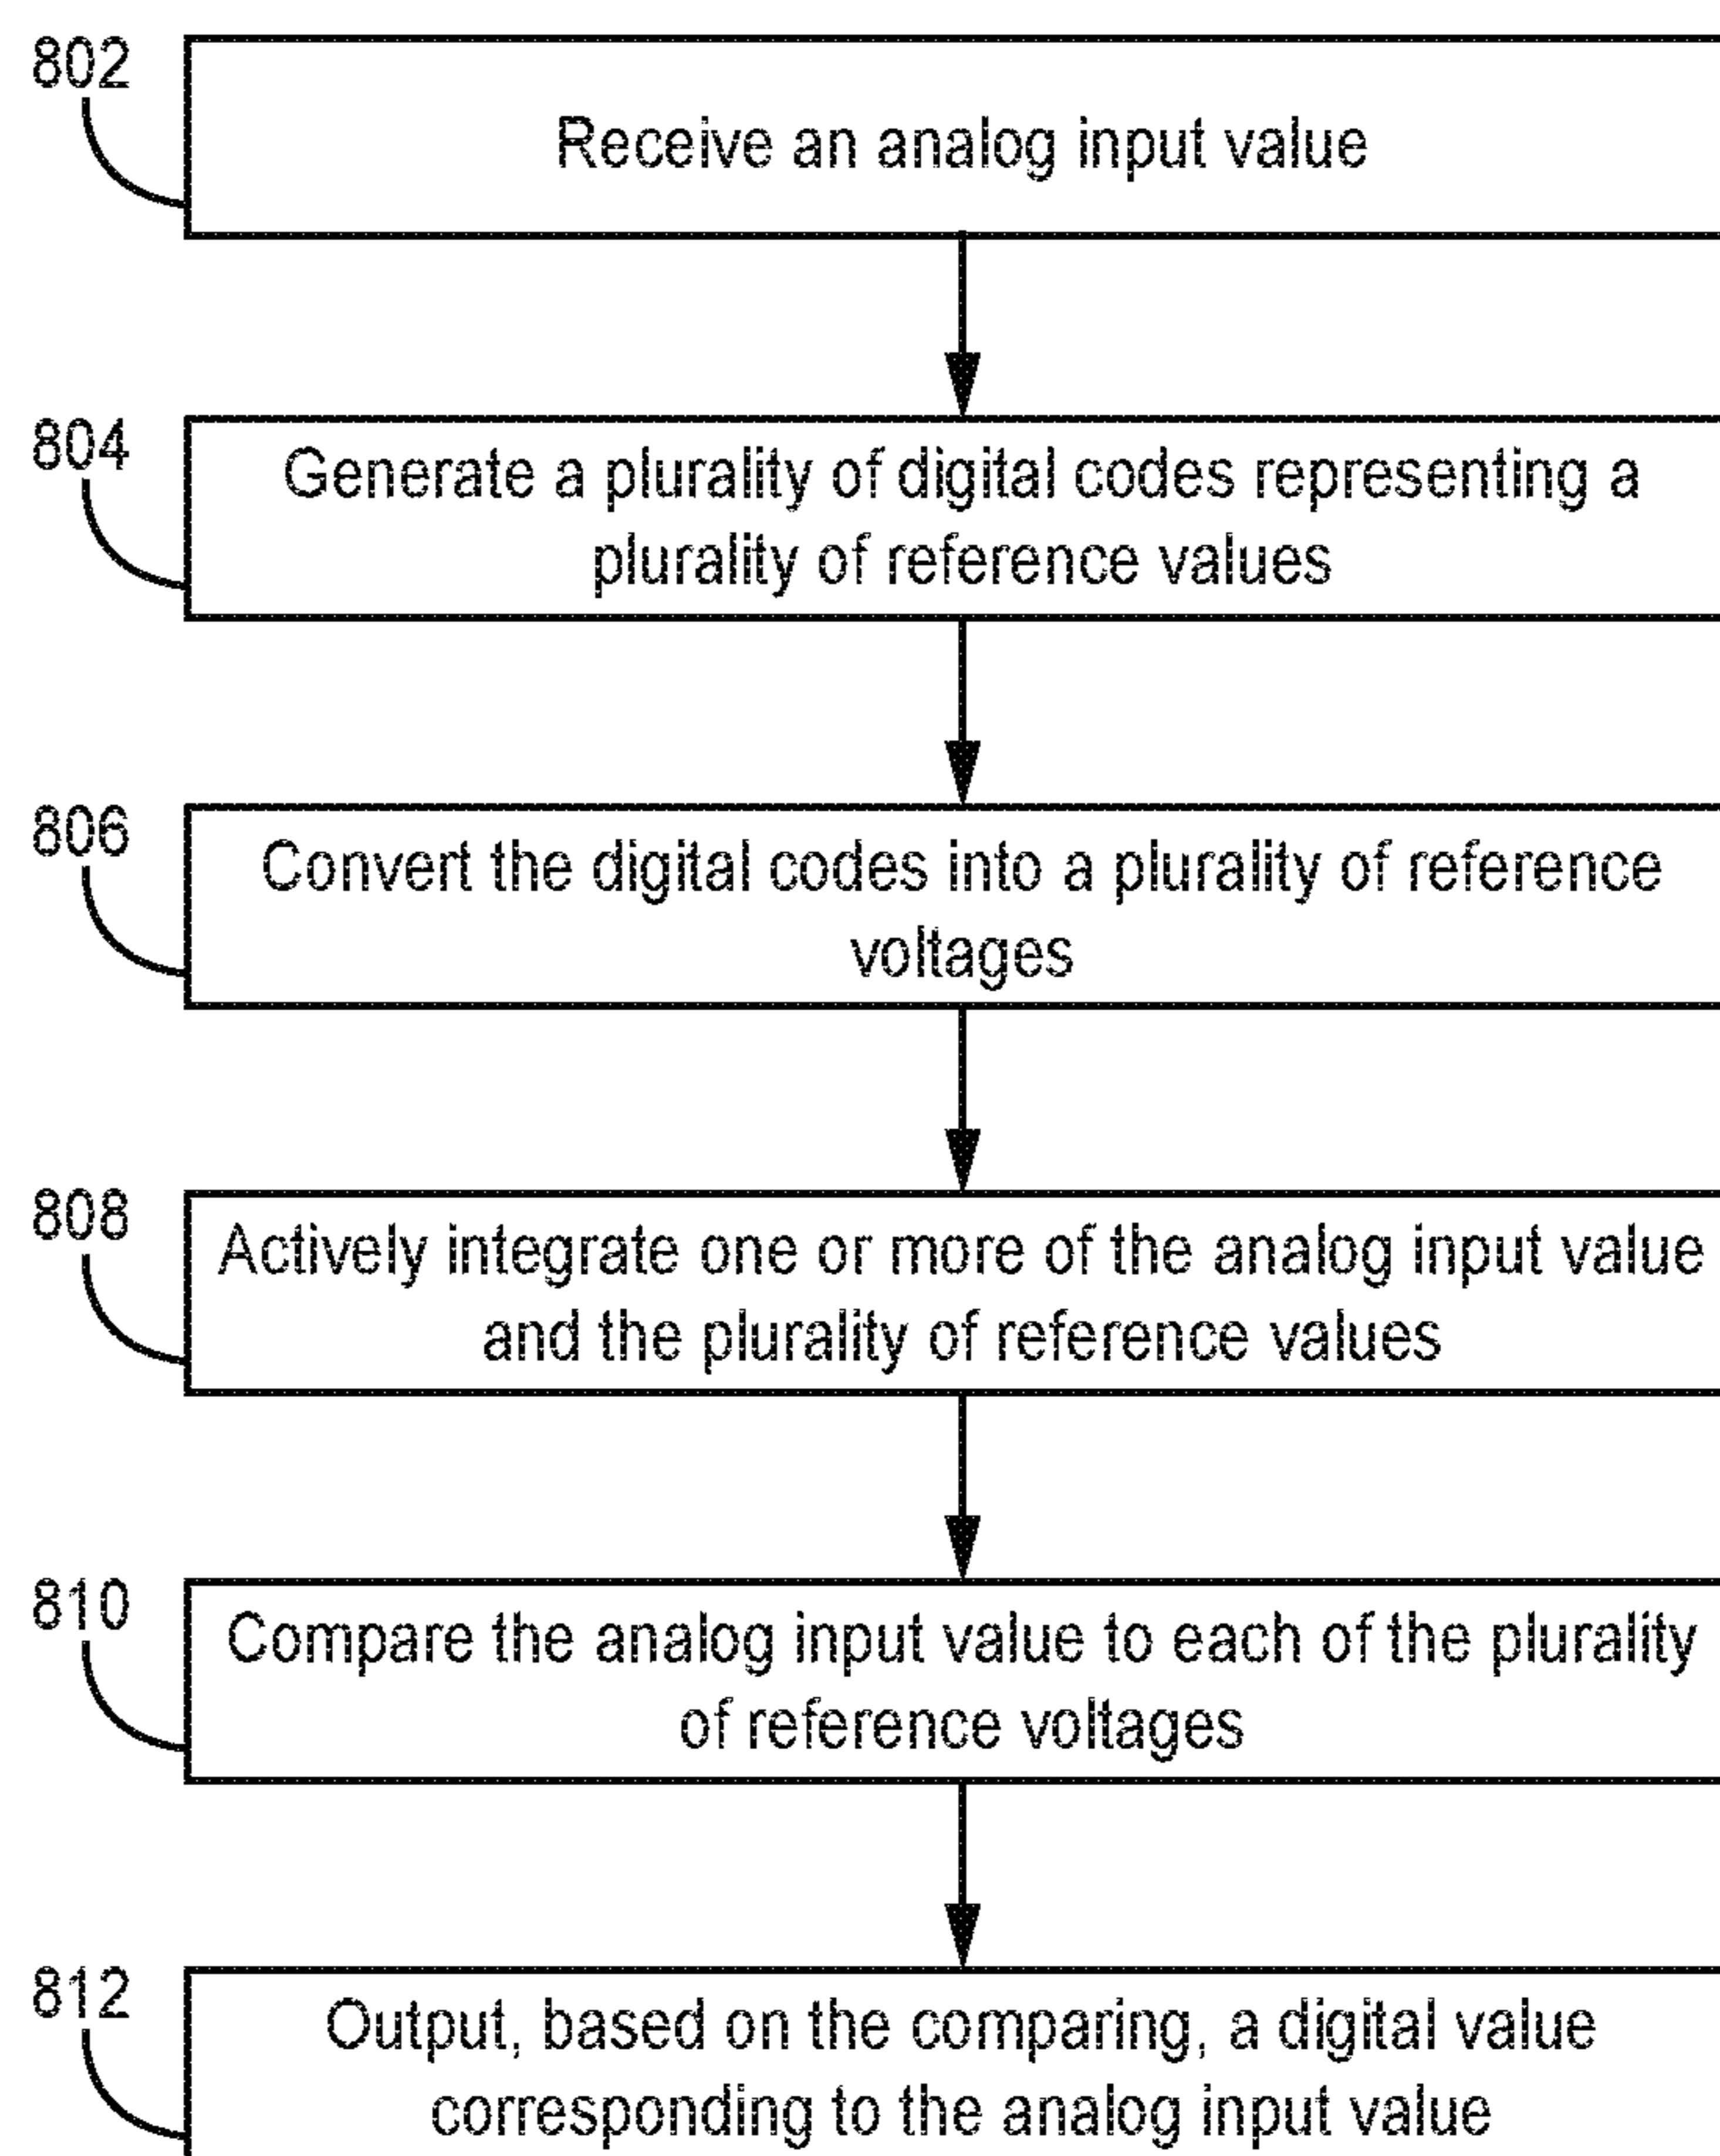 802
Receive an analog input value
804
Generate a plurality of digital codes representing a
plurality of reference values
806
Convert the digital codes into a plurality of reference
voltages
808
Actively integrate one or more of the analog input value
and the plurality of reference values
810
Compare the analog input value to each of the plurality
of reference voltages
812
Output, based on the comparing, a digital value
corresponding to the analog input value